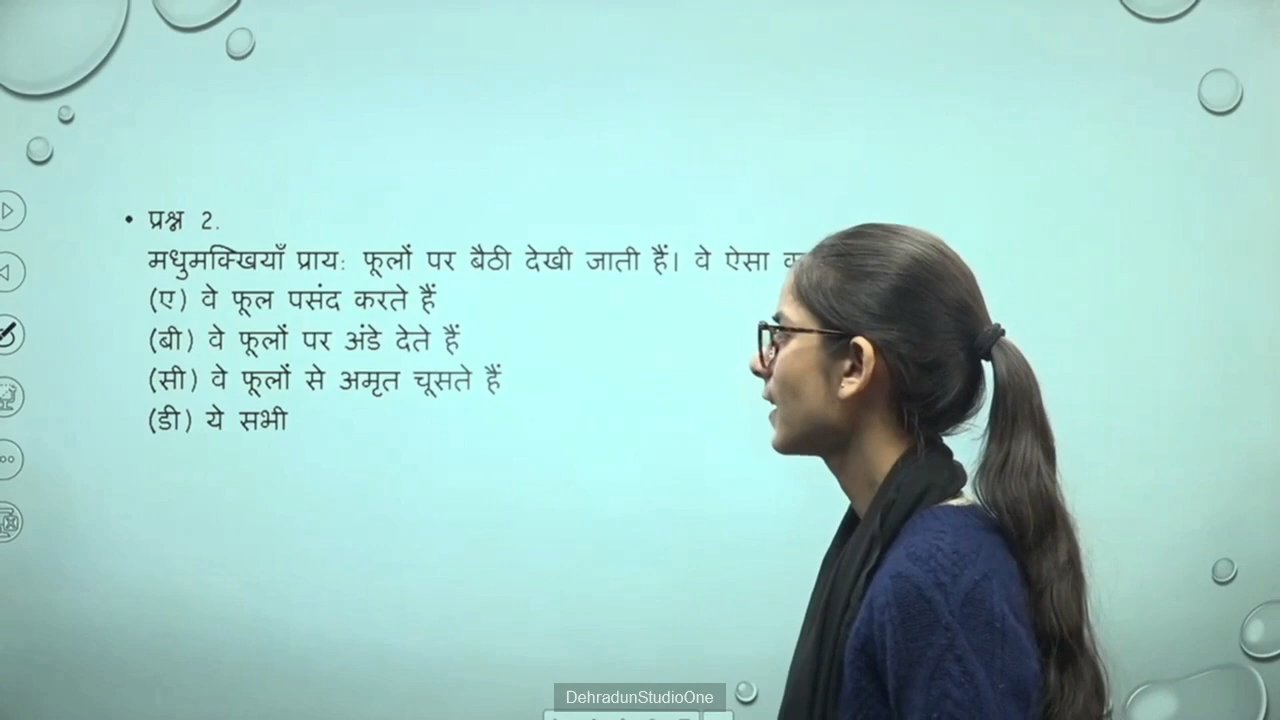 • प्रश्न 2.
मधुमक्खियाँ प्राय: फूलों पर बैठी देखी जाती हैं। वे ऐसा
(ए) वे फूल पसंद करते हैं
(बी) वे फूलों पर अंडे देते हैं
(सी) वे फूलों से अमृत चूसते हैं
(डी) ये सभी
DehradunStudioOne